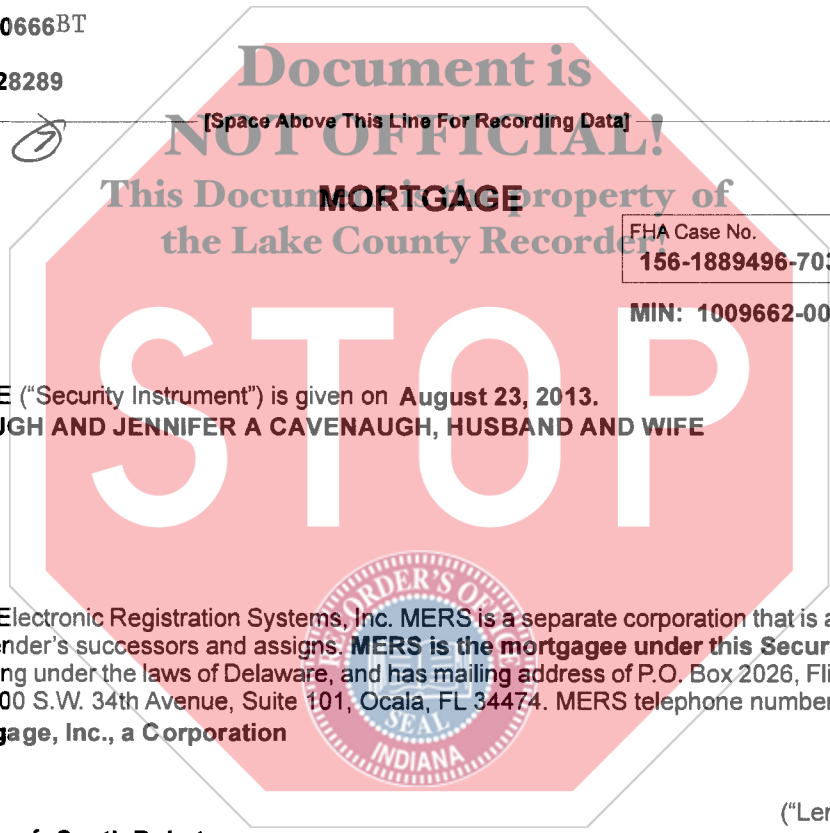 0666BT
28289
[Space Above This Line For Recording Data]
Document is
NOT OFFICIAL!
This Document is the property of
the Lake County Recorder!
MORTGAGE
FHA Case No.
156-1889496-703
MIN: 1009662-00
STOP
E (“Security Instrument”) is given on August 23, 2013.
UGH AND JENNIFER A CAVENAUGH, HUSBAND AND WIFE
Electronic Registration Systems, Inc. MERS is a separate corporation that is a
ender’s successors and assigns. MERS is the mortgagee under this Secur
ng under the laws of Delaware, and has mailing address of P.O. Box 2026, Fli
00 S.W. 34th Avenue, Suite 101, Ocala, FL 34474. MERS telephone number
gage, Inc., a Corporation
RECORDER'S OFFICE
SEAL
INDIANA
(“Len